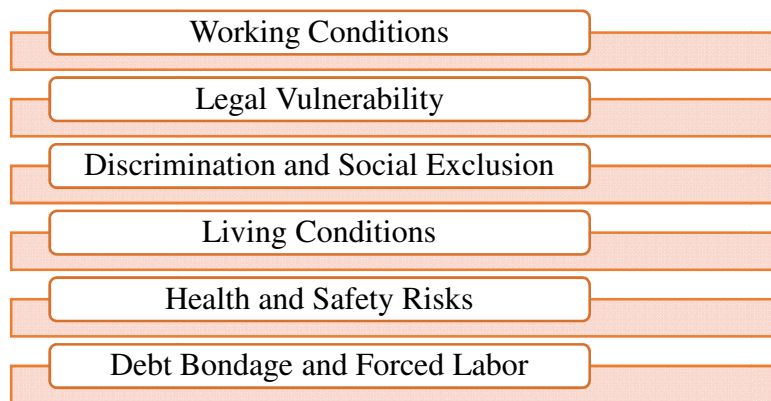 Working Conditions
Legal Vulnerability
Discrimination and Social Exclusion
Living Conditions
Health and Safety Risks
Debt Bondage and Forced Labor